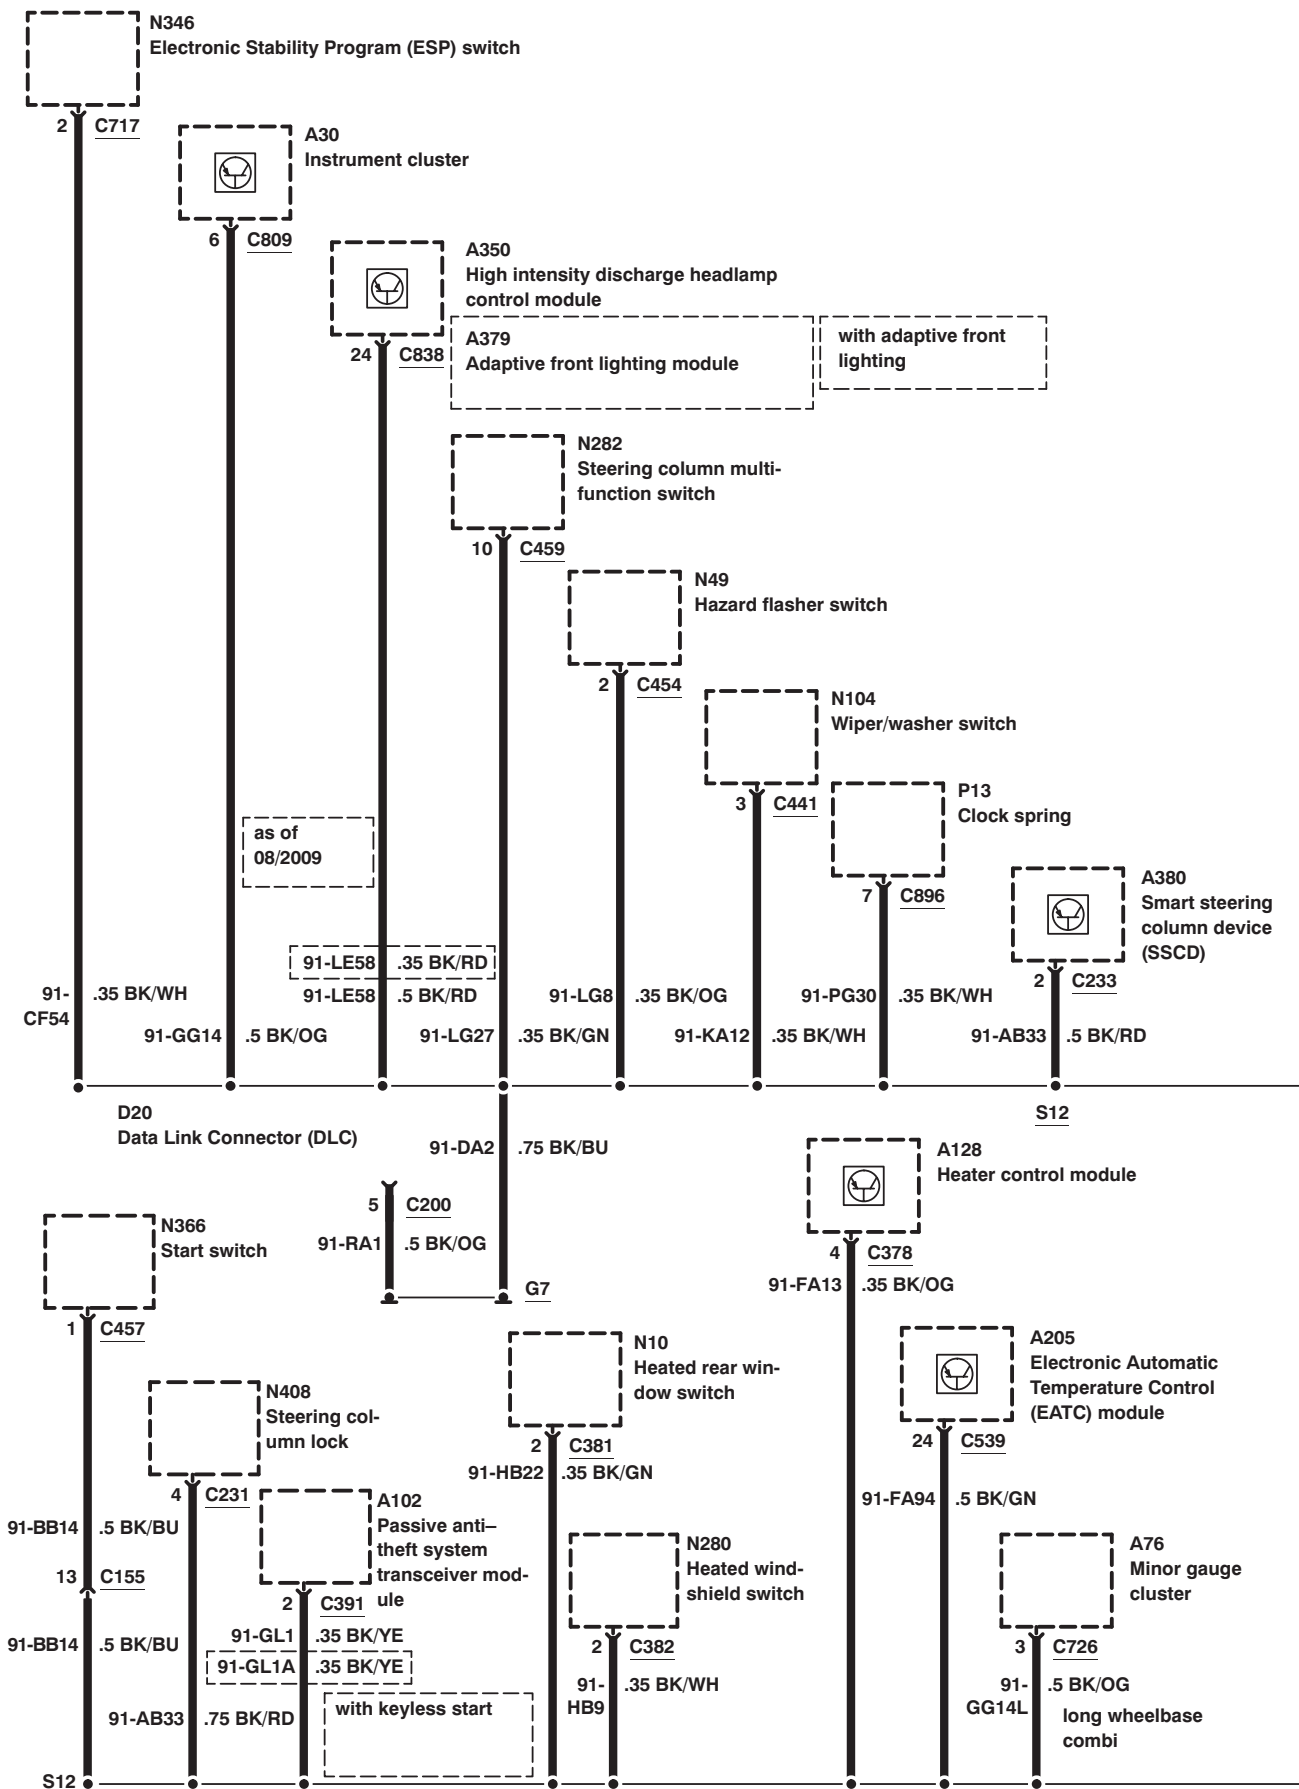 N346
Electronic Stability Program (ESP) switch
2 C717
A30
Instrument cluster
6 C809
A350
High intensity discharge headlamp
control module
24 C838
A379
Adaptive front lighting module
with adaptive front
lighting
N282
Steering column multi-
function switch
10 C459
N49
Hazard flasher switch
2 C454
N104
Wiper/washer switch
3 C441
P13
Clock spring
7 C896
as of
08/2009
A380
Smart steering
column device
(SSCD)
2 C233
91-LE58 .35 BK/RD
91-
CF54
.35 BK/WH
91-LE58 .5 BK/RD
91-LG8 .35 BK/OG
91-PG30 .35 BK/WH
91-GG14 .5 BK/OG
91-LG27 .35 BK/GN
91-KA12 .35 BK/WH
91-AB33 .5 BK/RD
D20
Data Link Connector (DLC)
S12
91-DA2 .75 BK/BU
A128
Heater control module
5 C200
91-RA1 .5 BK/OG
N366
Start switch
4 C378
91-FA13 .35 BK/OG
G7
1 C457
N10
Heated rear win-
dow switch
A205
Electronic Automatic
Temperature Control
(EATC) module
N408
Steering col-
umn lock
2 C381
91-HB22 .35 BK/GN
24 C539
4 C231
91-FA94 .5 BK/GN
A102
Passive anti–
theft system
transceiver mod-
ule
91-BB14 .5 BK/BU
N280
Heated wind-
shield switch
A76
Minor gauge
cluster
13 C155
2 C391
91-GL1 .35 BK/YE
91-BB14 .5 BK/BU
2 C382
3 C726
91-GL1A .35 BK/YE
91-
HB9
.35 BK/WH
91-
GG14L
.5 BK/OG
91-AB33 .75 BK/RD
with keyless start
long wheelbase
combi
S12